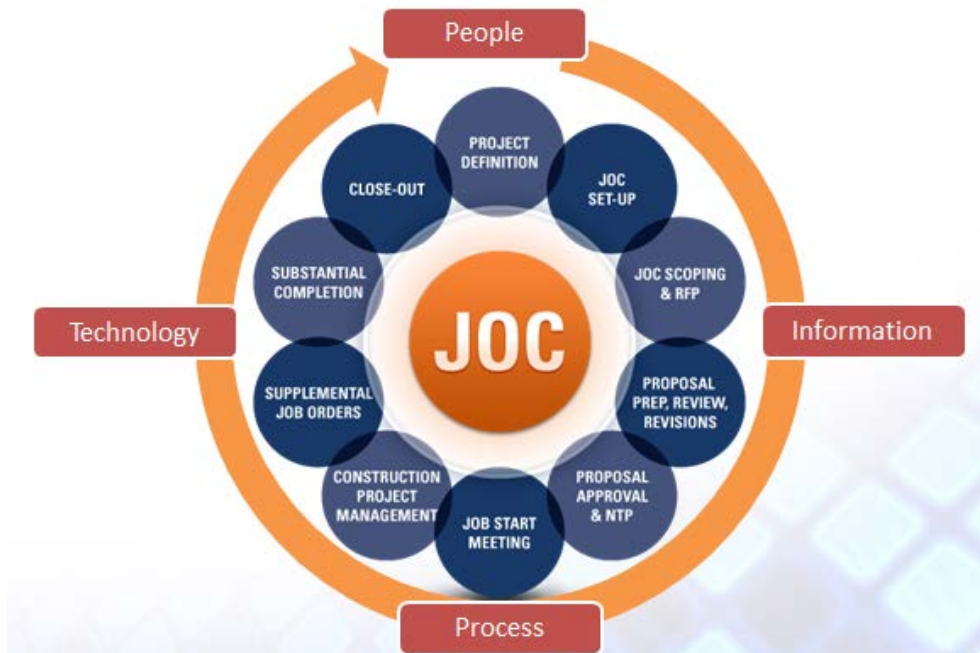 People
PROJECT
DEFINITION
JOC
SET-UP
JOC SCOPING
& RFP
Information
PROPOSAL
PREP, REVIEW,
REVISIONS
PROPOSAL
APPROVAL
& NTP
JOB START
MEETING
Process
CONSTRUCTION
PROJECT
MANAGEMENT
SUPPLEMENTAL
JOB ORDERS
Technology
SUBSTANTIAL
COMPLETION
CLOSE-OUT
JOC